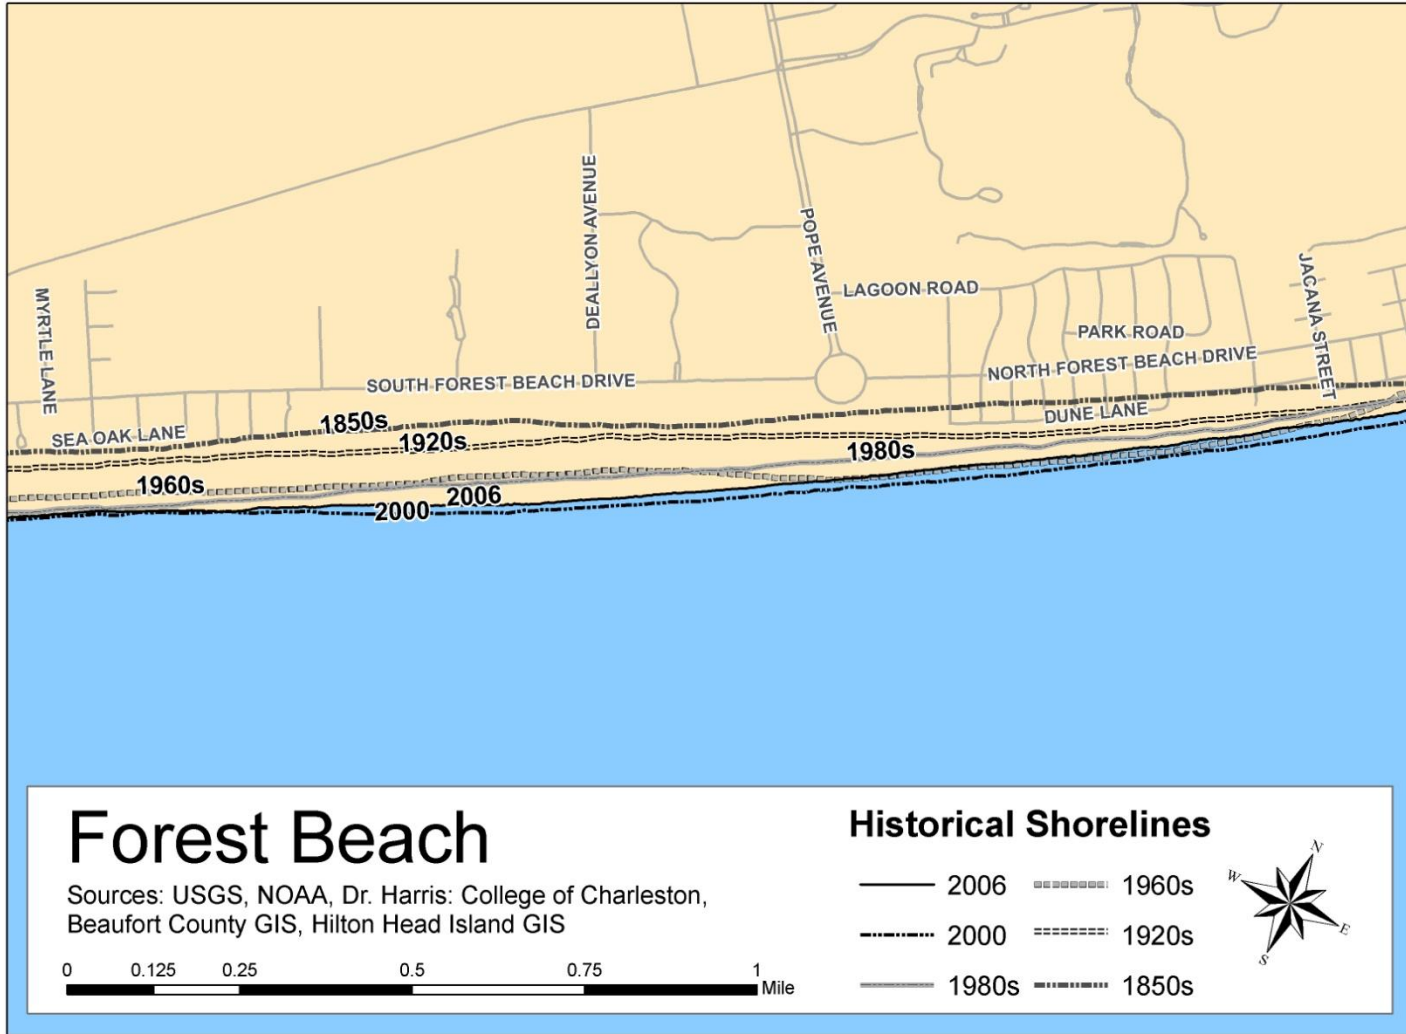 DEALLYON AVENUE
POPE AVENUE
LAGOON ROAD
JACANA STREET
MYRTLE LANE
PARK ROAD
NORTH FOREST BEACH DRIVE
SOUTH FOREST BEACH DRIVE
DUNE LANE
1850s
SEA OAK LANE
1920s
1980s
1960s
2006
2000
Forest Beach
Sources: USGS, NOAA, Dr. Harris: College of Charleston,
Beaufort County GIS, Hilton Head Island GIS
0 0.125 0.25 0.5 0.75 1
Mile
Historical Shorelines
2006 1960s
2000 1920s
1980s 1850s
N
W
E
S